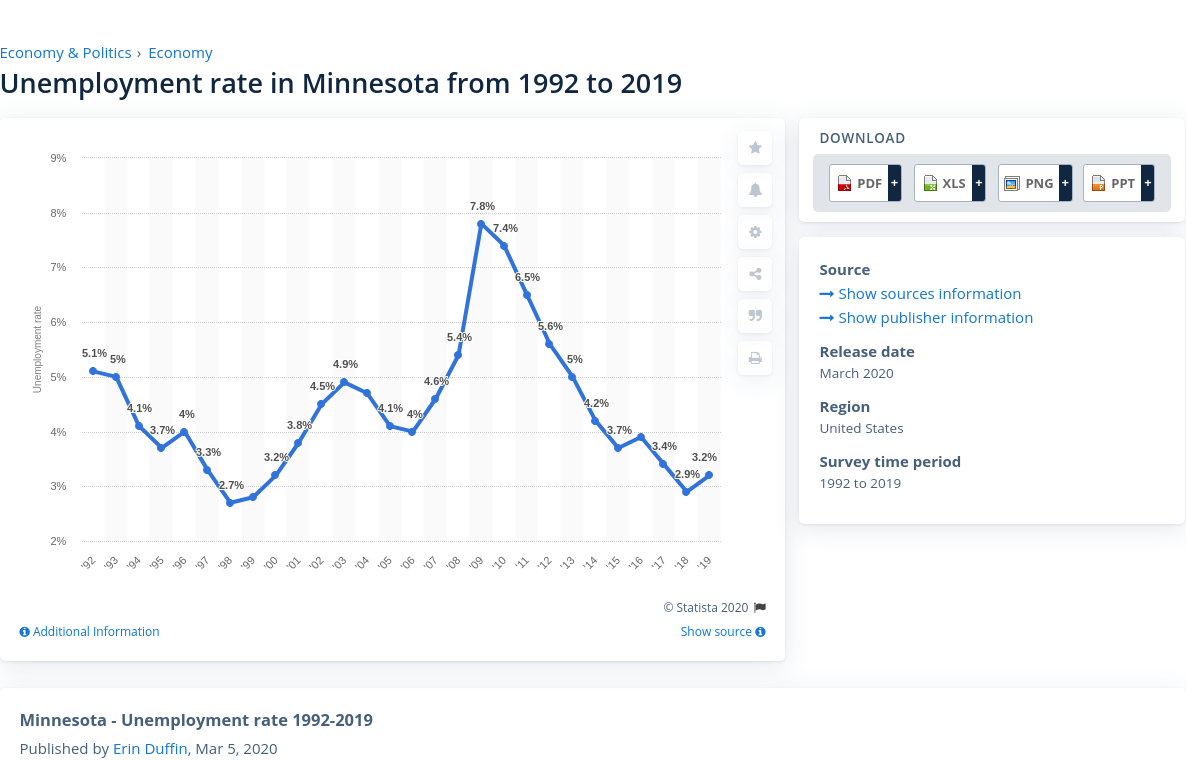 Economy & Politics › Economy
Unemployment rate in Minnesota from 1992 to 2019
9%
8%
7%
6%
5%
4%
3%
2%
Unemployment rate
5.1%
5%
4.1%
3.7%
4%
3.3%
2.7%
3.2%
3.8%
4.5%
4.9%
4.1%
4%
4.6%
5.4%
7.8%
7.4%
6.5%
5.6%
5%
4.2%
3.7%
3.4%
2.9%
3.2%
'92 '93 '94 '95 '96 '97 '98 '99 '00 '01 '02 '03 '04 '05 '06 '07 '08 '09 '10 '11 '12 '13 '14 '15 '16 '17 '18 '19
© Statista 2020
Additional Information
Show source
DOWNLOAD
PDF + XLS + PNG + PPT +
Source
Show sources information
Show publisher information
Release date
March 2020
Region
United States
Survey time period
1992 to 2019
Minnesota - Unemployment rate 1992-2019
Published by Erin Duffin, Mar 5, 2020